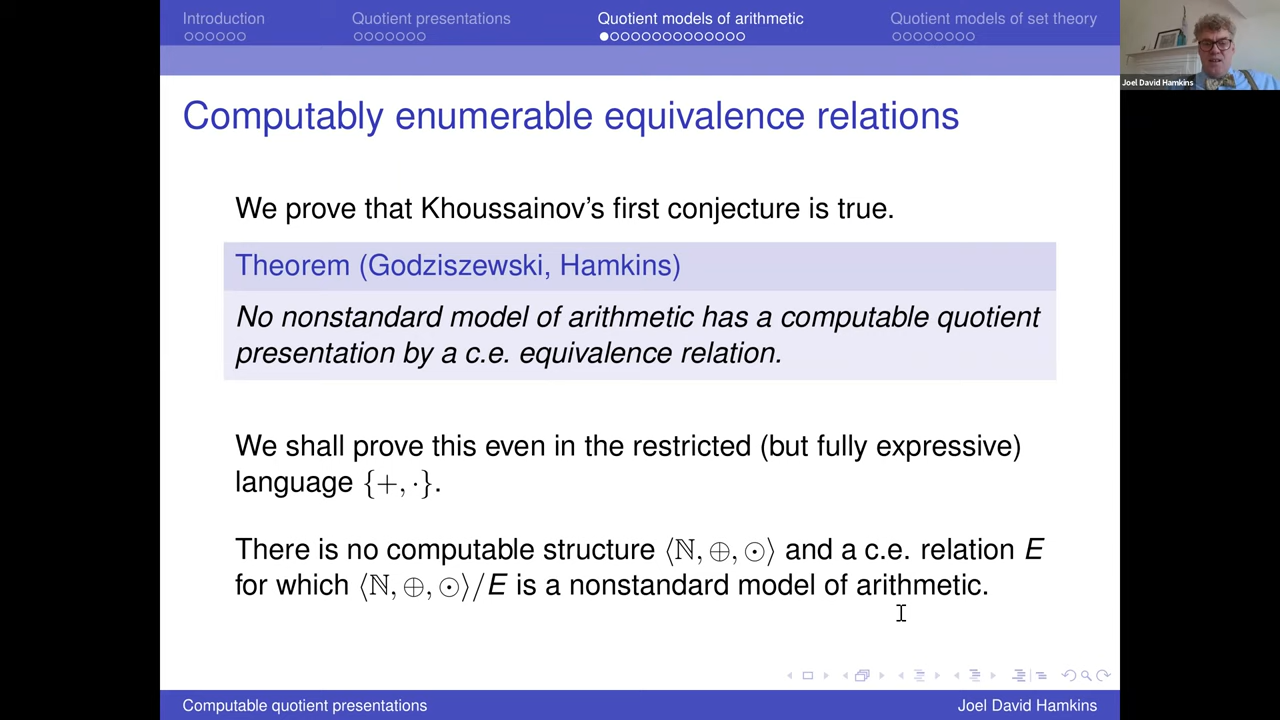 Introduction
Quotient presentations
Quotient models of arithmetic
Quotient models of set theory
Joel David Hamkins
Computably enumerable equivalence relations
We prove that Khoussainov's first conjecture is true.
Theorem (Godziszewski, Hamkins)
No nonstandard model of arithmetic has a computable quotient
presentation by a c.e. equivalence relation.
We shall prove this even in the restricted (but fully expressive)
language {+, ·}.
There is no computable structure ⟨ℕ, ⊕, ⊙⟩ and a c.e. relation E
for which ⟨ℕ, ⊕, ⊙⟩/E is a nonstandard model of arithmetic.
Computable quotient presentations
Joel David Hamkins